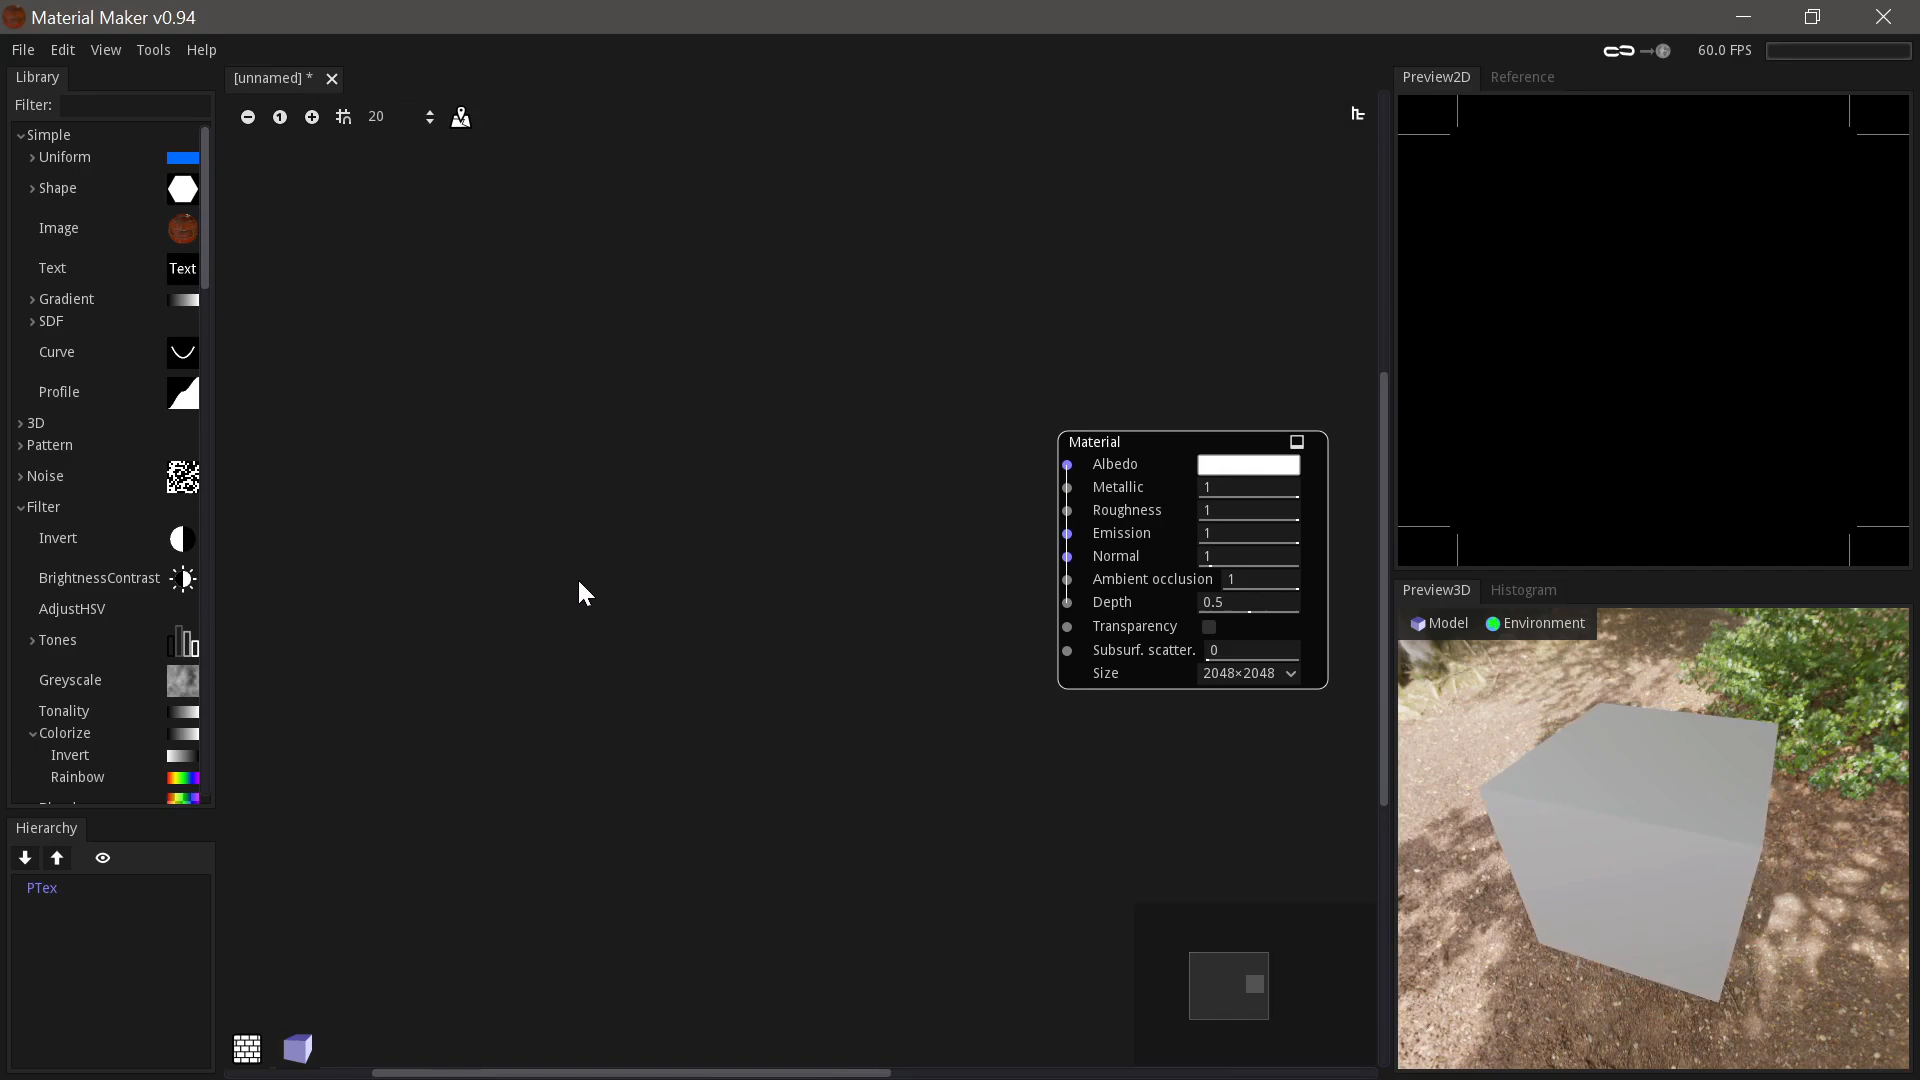 Material Maker v0.94
File Edit View Tools Help
60.0 FPS
Library
Filter:
Simple
Uniform
Shape
Image
Text
Text
Gradient
SDF
Curve
Profile
3D
Pattern
Noise
Filter
Invert
BrightnessContrast
AdjustHSV
Tones
Greyscale
Tonality
Colorize
Invert
Rainbow
Hierarchy
PTex
[unnamed] *
1
20
Material
Albedo
Metallic 1
Roughness 1
Emission 1
Normal 1
Ambient occlusion 1
Depth 0.5
Transparency
Subsurf. scatter. 0
Size 2048×2048
Preview2D Reference
Preview3D Histogram
Model Environment